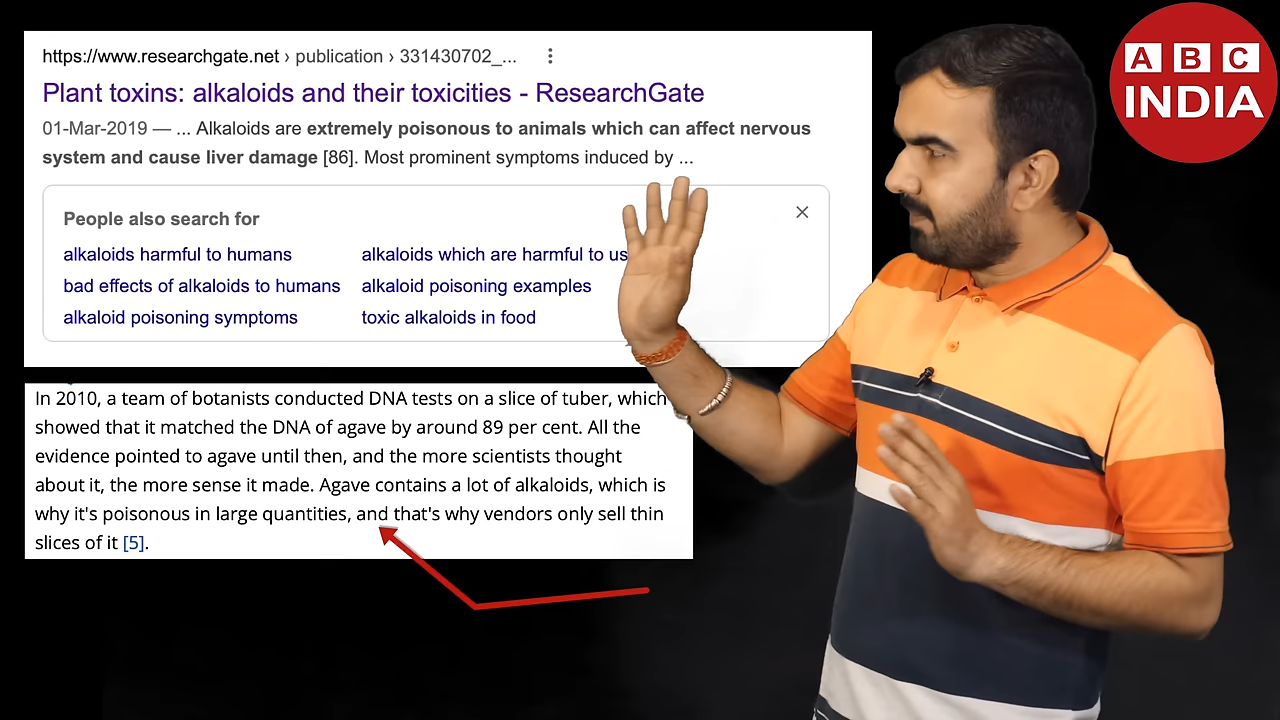 https://www.researchgate.net › publication › 331430702_...
Plant toxins: alkaloids and their toxicities - ResearchGate
01-Mar-2019 — ... Alkaloids are extremely poisonous to animals which can affect nervous
system and cause liver damage [86]. Most prominent symptoms induced by ...
People also search for
alkaloids harmful to humans
alkaloids which are harmful to us
bad effects of alkaloids to humans
alkaloid poisoning examples
alkaloid poisoning symptoms
toxic alkaloids in food
In 2010, a team of botanists conducted DNA tests on a slice of tuber, which
showed that it matched the DNA of agave by around 89 per cent. All the
evidence pointed to agave until then, and the more scientists thought
about it, the more sense it made. Agave contains a lot of alkaloids, which is
why it's poisonous in large quantities, and that's why vendors only sell thin
slices of it [5].
A B C
INDIA